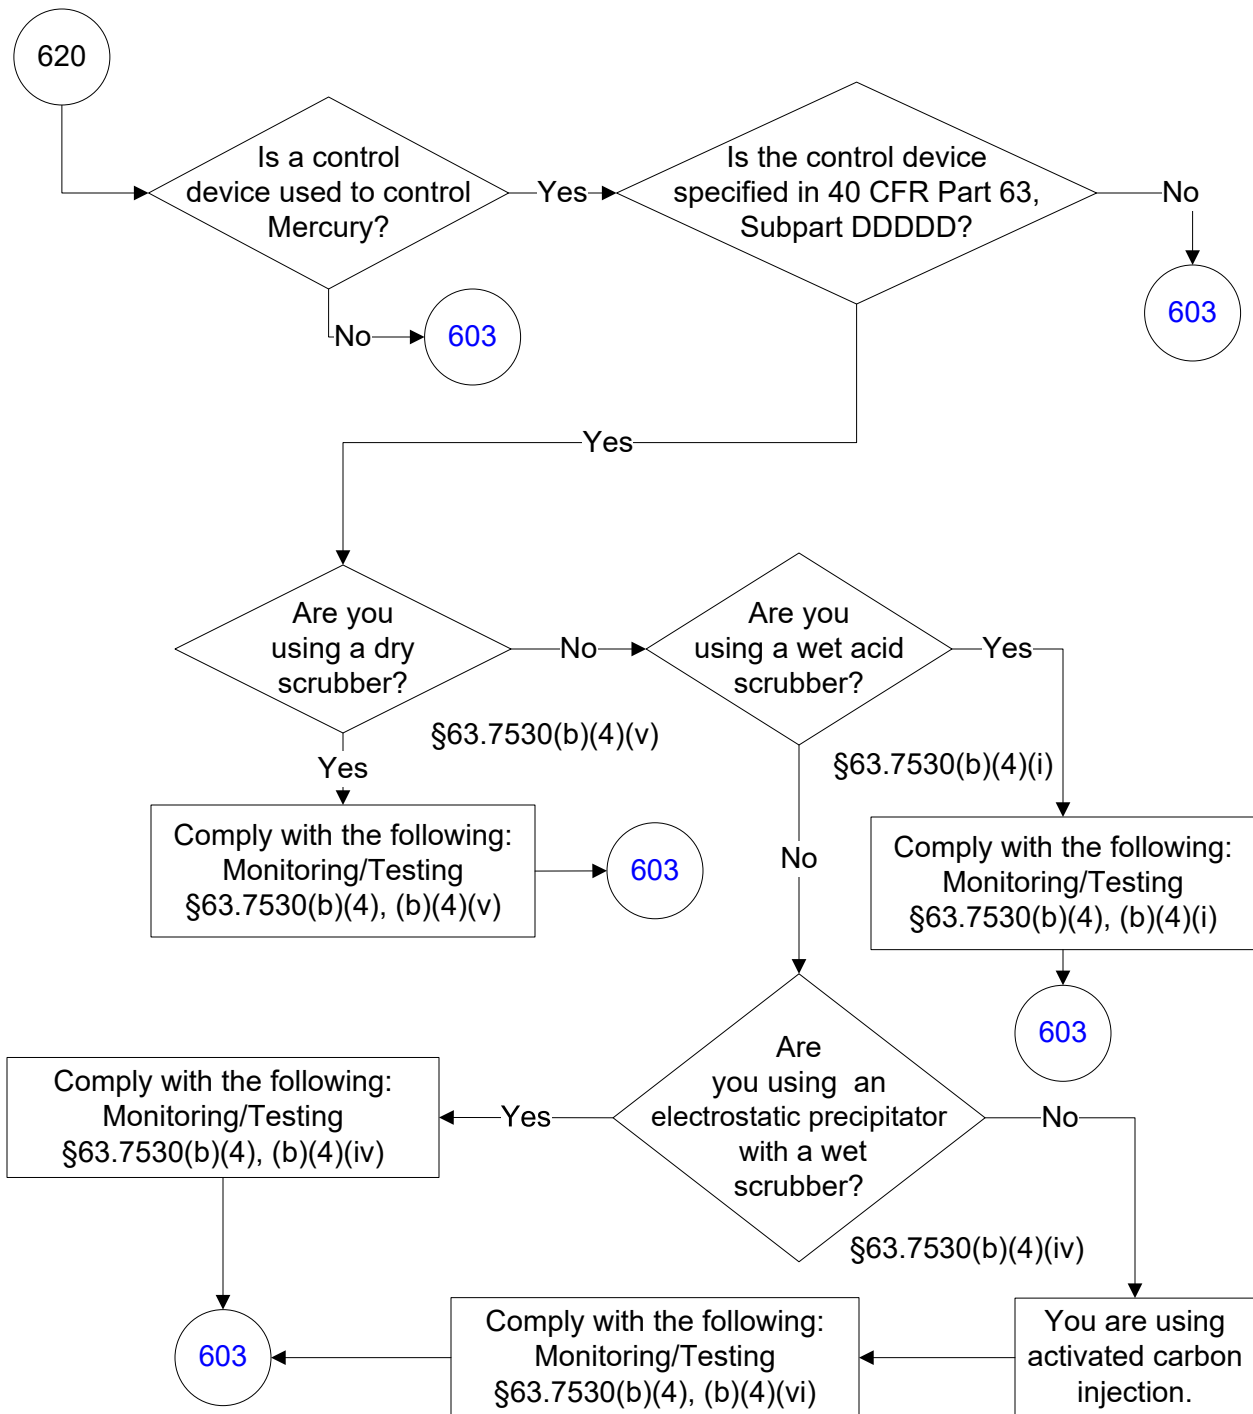 620
Is a control
device used to control
Mercury?
Yes
Is the control device
specified in 40 CFR Part 63,
Subpart DDDDD?
No
603
No
603
Yes
Are you
using a dry
scrubber?
No
Are you
using a wet acid
scrubber?
Yes
§63.7530(b)(4)(v)
Yes
§63.7530(b)(4)(i)
Comply with the following:
Monitoring/Testing
§63.7530(b)(4), (b)(4)(v)
603
No
Comply with the following:
Monitoring/Testing
§63.7530(b)(4), (b)(4)(i)
603
Are
you using  an
electrostatic precipitator
with a wet
scrubber?
Yes
No
Comply with the following:
Monitoring/Testing
§63.7530(b)(4), (b)(4)(iv)
§63.7530(b)(4)(iv)
603
Comply with the following:
Monitoring/Testing
§63.7530(b)(4), (b)(4)(vi)
You are using
activated carbon
injection.